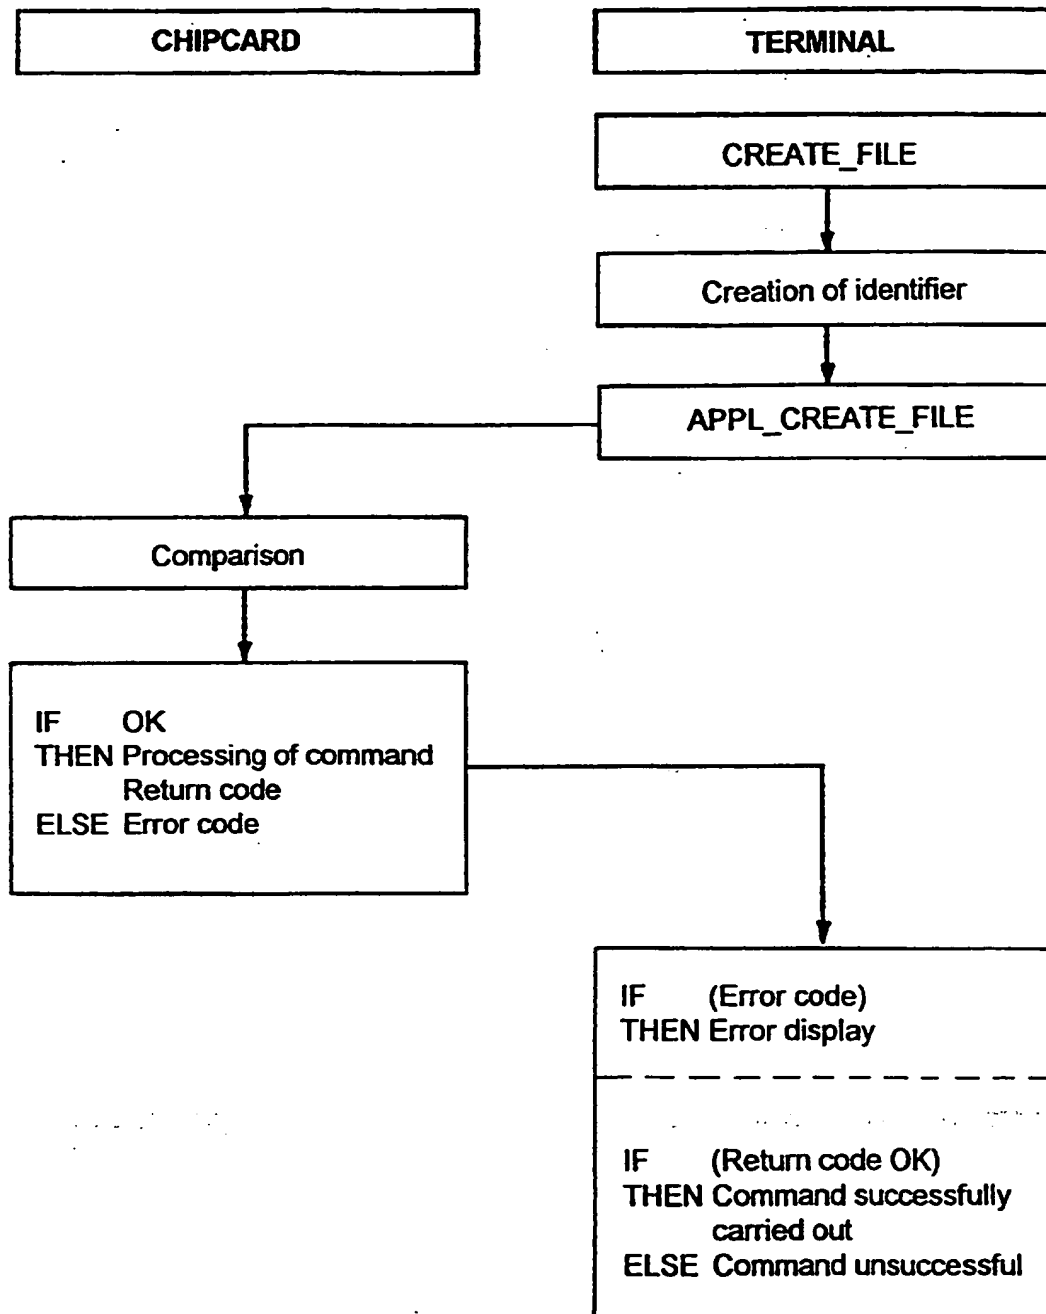 CHIPCARD
TERMINAL
CREATE_FILE
Creation of identifier
APPL_CREATE_FILE
Comparison
IF OK
THEN Processing of command
Return code
ELSE Error code
IF (Error code)
THEN Error display
IF (Return code OK)
THEN Command successfully
carried out
ELSE Command unsuccessful